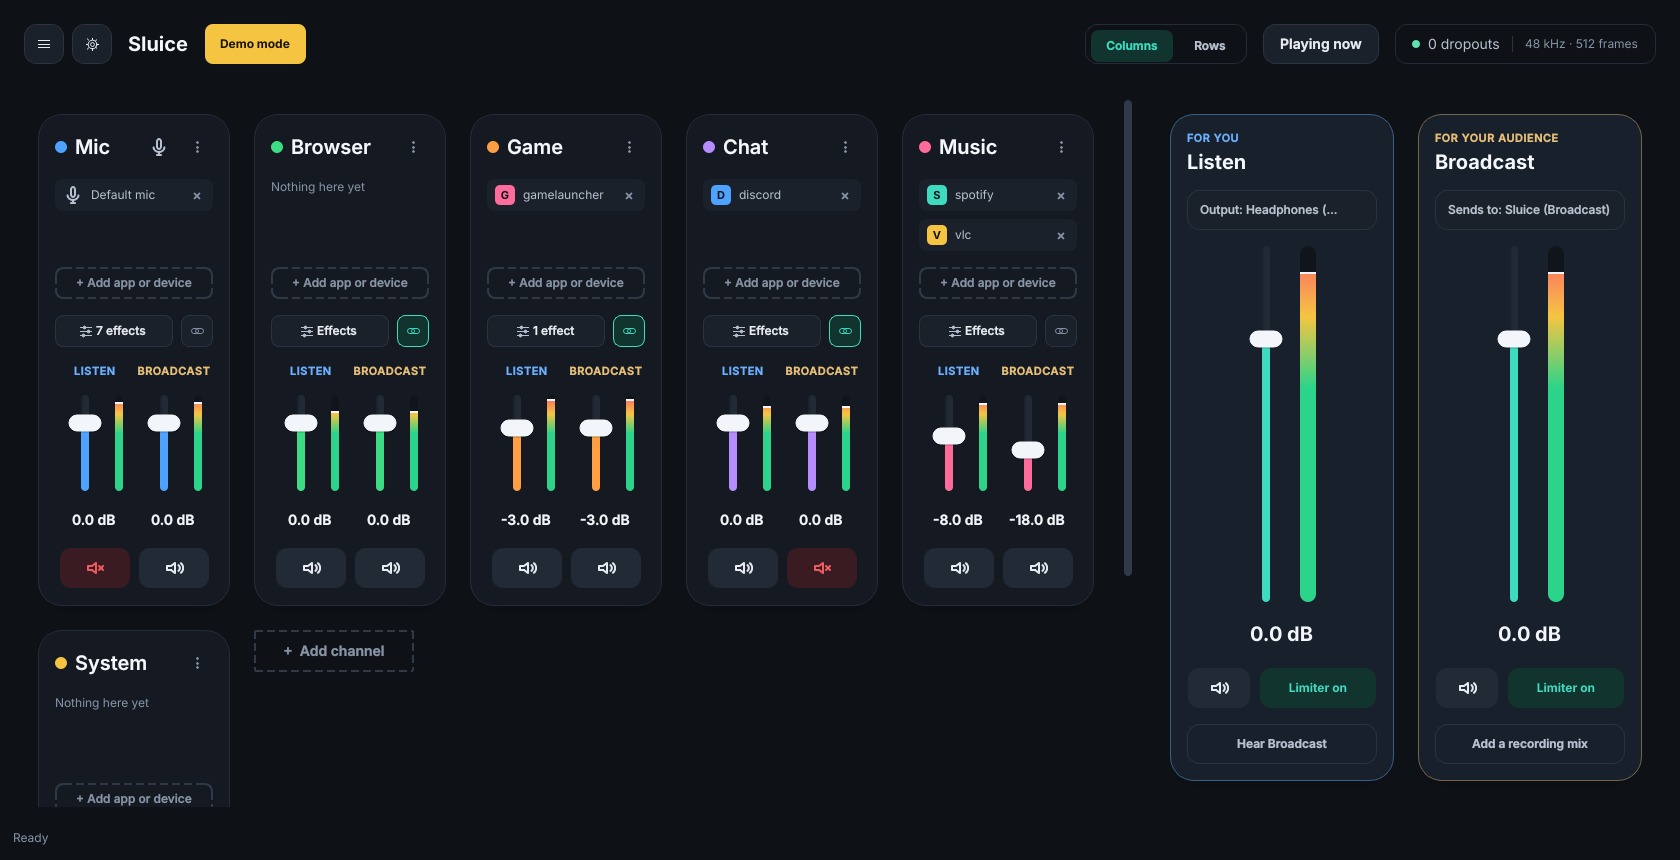 Sluice
Demo mode
Columns
Rows
Playing now
0 dropouts
48 kHz · 512 frames
Mic
Default mic
+ Add app or device
7 effects
LISTEN
BROADCAST
0.0 dB
0.0 dB
Browser
Nothing here yet
+ Add app or device
Effects
LISTEN
BROADCAST
0.0 dB
0.0 dB
Game
G
gamelauncher
+ Add app or device
1 effect
LISTEN
BROADCAST
-3.0 dB
-3.0 dB
Chat
D
discord
+ Add app or device
Effects
LISTEN
BROADCAST
0.0 dB
0.0 dB
Music
S
spotify
V
vlc
+ Add app or device
Effects
LISTEN
BROADCAST
-8.0 dB
-18.0 dB
System
Nothing here yet
+ Add app or device
+ Add channel
FOR YOU
Listen
Output: Headphones (...
0.0 dB
Limiter on
Hear Broadcast
FOR YOUR AUDIENCE
Broadcast
Sends to: Sluice (Broadcast)
0.0 dB
Limiter on
Add a recording mix
Ready